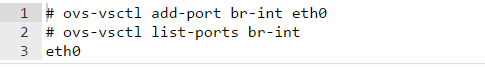 1 # ovs-vsctl add-port br-int eth0
2 # ovs-vsctl list-ports br-int
3 eth0